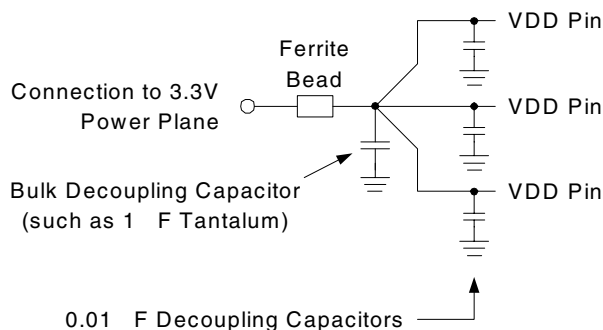 VDD Pin
Ferrite
Bead
Connection to 3.3V
Power Plane
VDD Pin
Bulk Decoupling Capacitor
(such as 1 F Tantalum)
VDD Pin
0.01 F Decoupling Capacitors